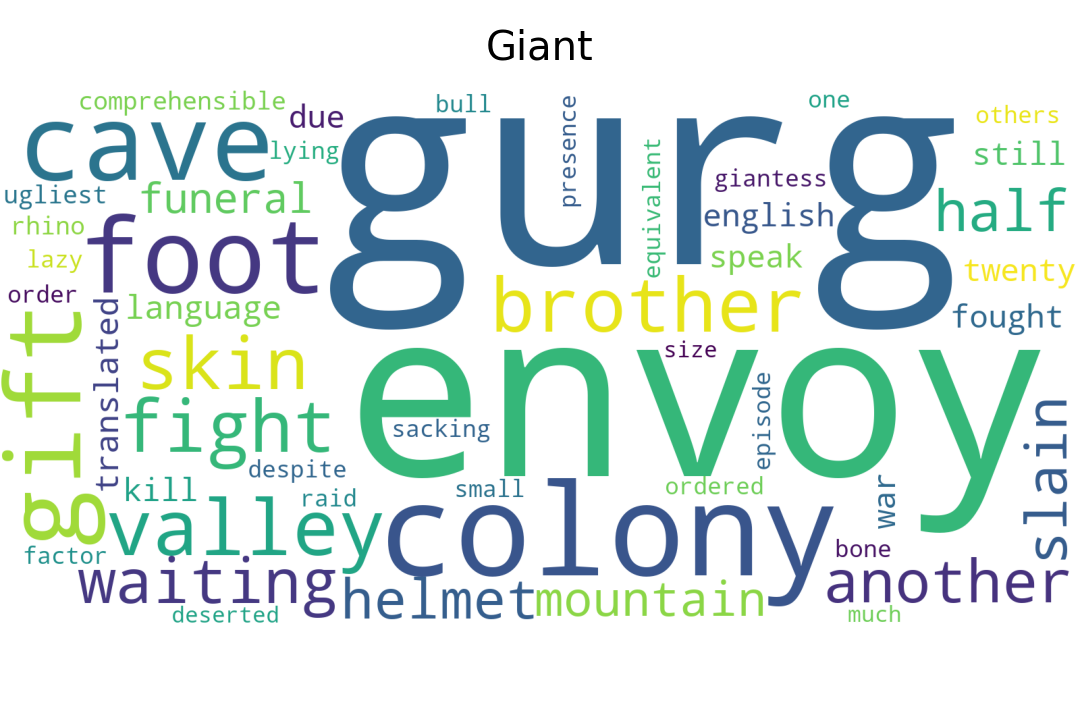 Giant
comprehensible
due
bull
presence
one
others
cave
lying
gurg
equivalent
giantess
still
ugliest
funeral
english
half
rhino
foot
speak
lazy
twenty
order
translated
language
brother
fought
gift
skin
size
envoy
episode
fight
sacking
slain
despite
kill
raid
small
ordered
war
valley
colony
factor
bone
waiting
helmet
mountain
another
deserted
much